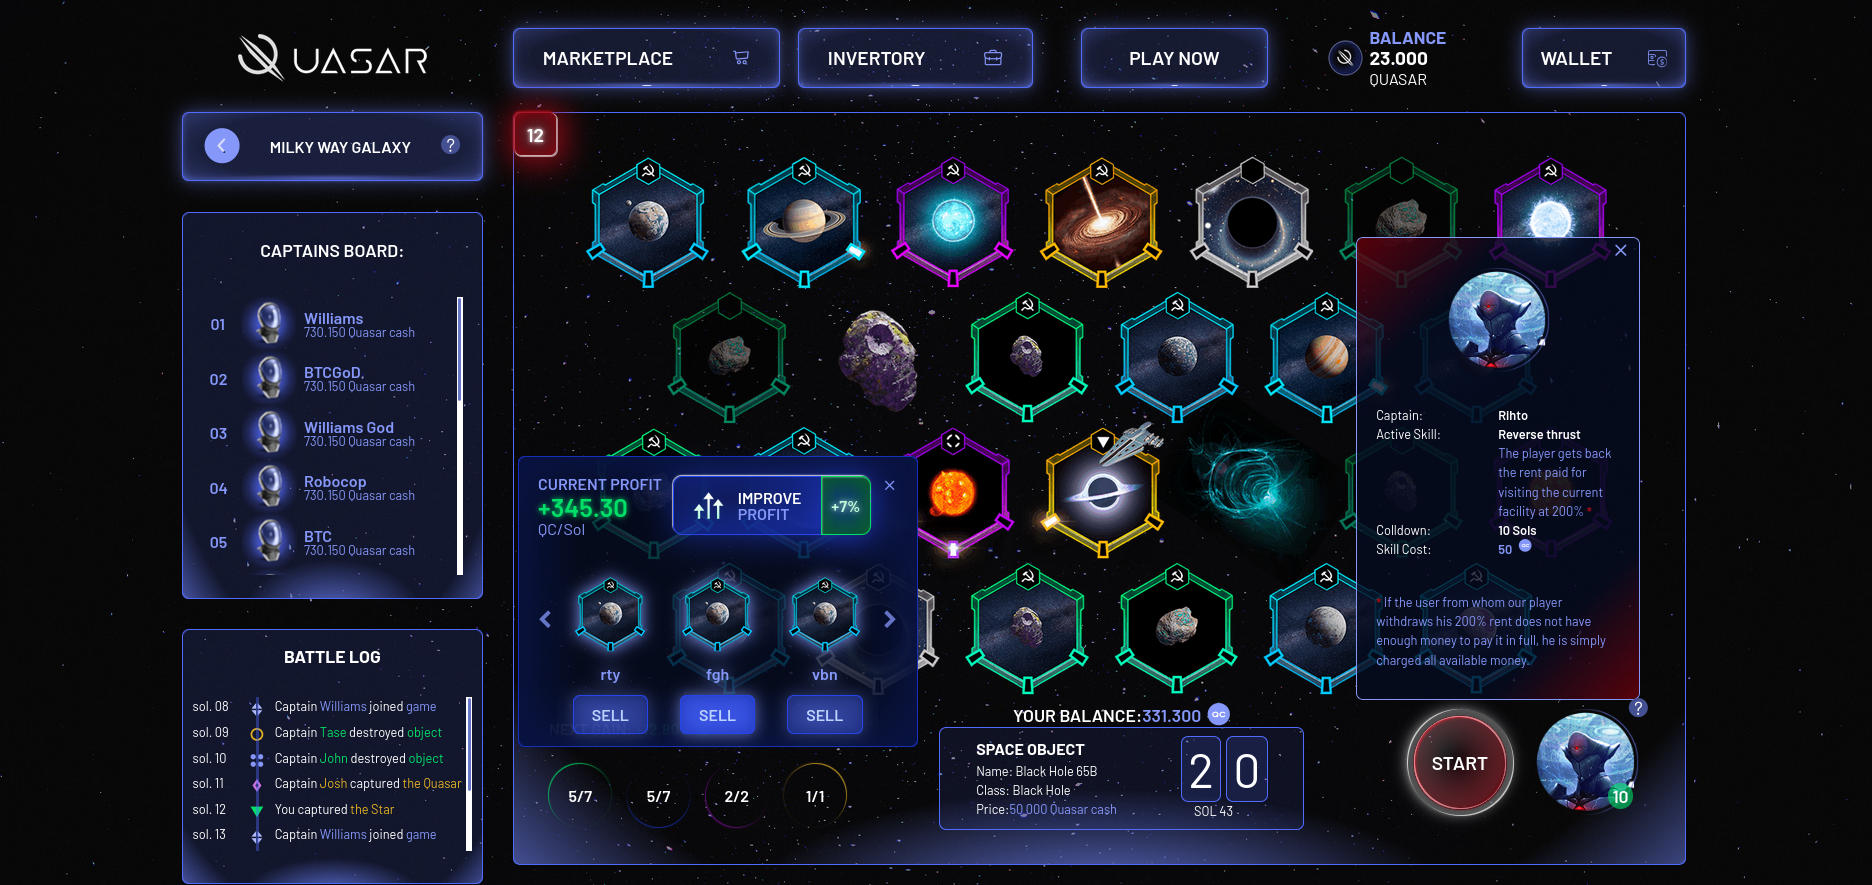 UASAR
MARKETPLACE
INVERTORY
PLAY NOW
BALANCE
23.000
QUASAR
WALLET
MILKY WAY GALAXY
?
12
CAPTAINS BOARD:
01
Williams
730.150 Quasar cash
02
BTCGoD,
730.150 Quasar cash
03
Williams God
730.150 Quasar cash
04
Robocop
730.150 Quasar cash
05
BTC
730.150 Quasar cash
BATTLE LOG
sol. 08 Captain Williams joined game
sol. 09 Captain Tase destroyed object
sol. 10 Captain John destroyed object
sol. 11 Captain Josh captured the Quasar
sol. 12 You captured the Star
sol. 13 Captain Williams joined game
CURRENT PROFIT
+345.30
QC/Sol
IMPROVE
PROFIT
+7%
rty
fgh
vbn
SELL
SELL
SELL
5/7
5/7
2/2
1/1
YOUR BALANCE:331.300 QC
SPACE OBJECT
Name: Black Hole 65B
Class: Black Hole
Price:50.000 Quasar cash
2 0
SOL 43
Captain: Rihto
Active Skill: Reverse thrust
The player gets back
the rent paid for
visiting the current
facility at 200% *
Colldown: 10 Sols
Skill Cost: 50 QC
* If the user from whom our player
withdraws his 200% rent does not have
enough money to pay it in full, he is simply
charged all available money.
START
?
10